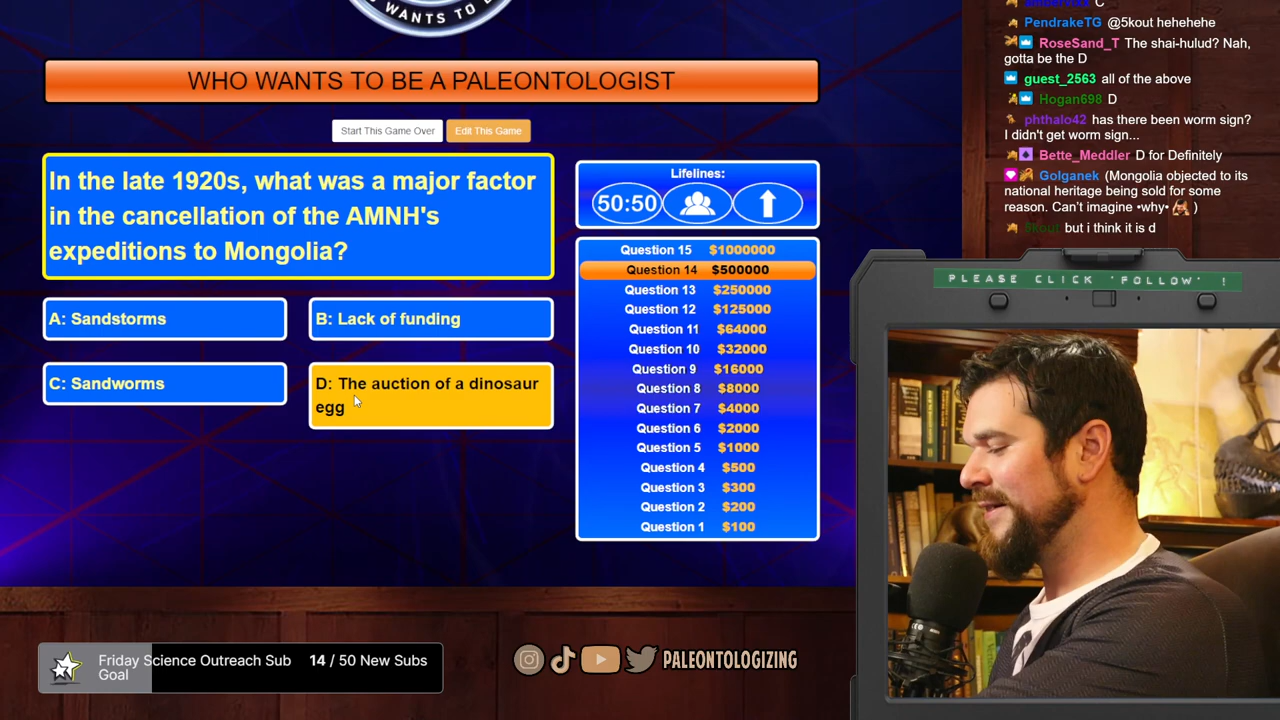 WANTS TO
WHO WANTS TO BE A PALEONTOLOGIST
Start This Game Over
Edit This Game
In the late 1920s, what was a major factor
in the cancellation of the AMNH's
expeditions to Mongolia?
A: Sandstorms
B: Lack of funding
C: Sandworms
D: The auction of a dinosaur
egg
Lifelines:
50:50
Question 15 $1000000
Question 14 $500000
Question 13 $250000
Question 12 $125000
Question 11 $64000
Question 10 $32000
Question 9 $16000
Question 8 $8000
Question 7 $4000
Question 6 $2000
Question 5 $1000
Question 4 $500
Question 3 $300
Question 2 $200
Question 1 $100
C
PendrakeTG @5kout hehehehe
RoseSand_T The shai-hulud? Nah,
gotta be the D
guest_2563 all of the above
Hogan698 D
phthalo42 has there been worm sign?
I didn't get worm sign...
Bette_Meddler D for Definitely
Golganek (Mongolia objected to its
national heritage being sold for some
reason. Can't imagine •why• )
5kout but i think it is d
PLEASE CLICK 'FOLLOW' !
Friday Science Outreach Sub
Goal
14 / 50 New Subs
PALEONTOLOGIZING